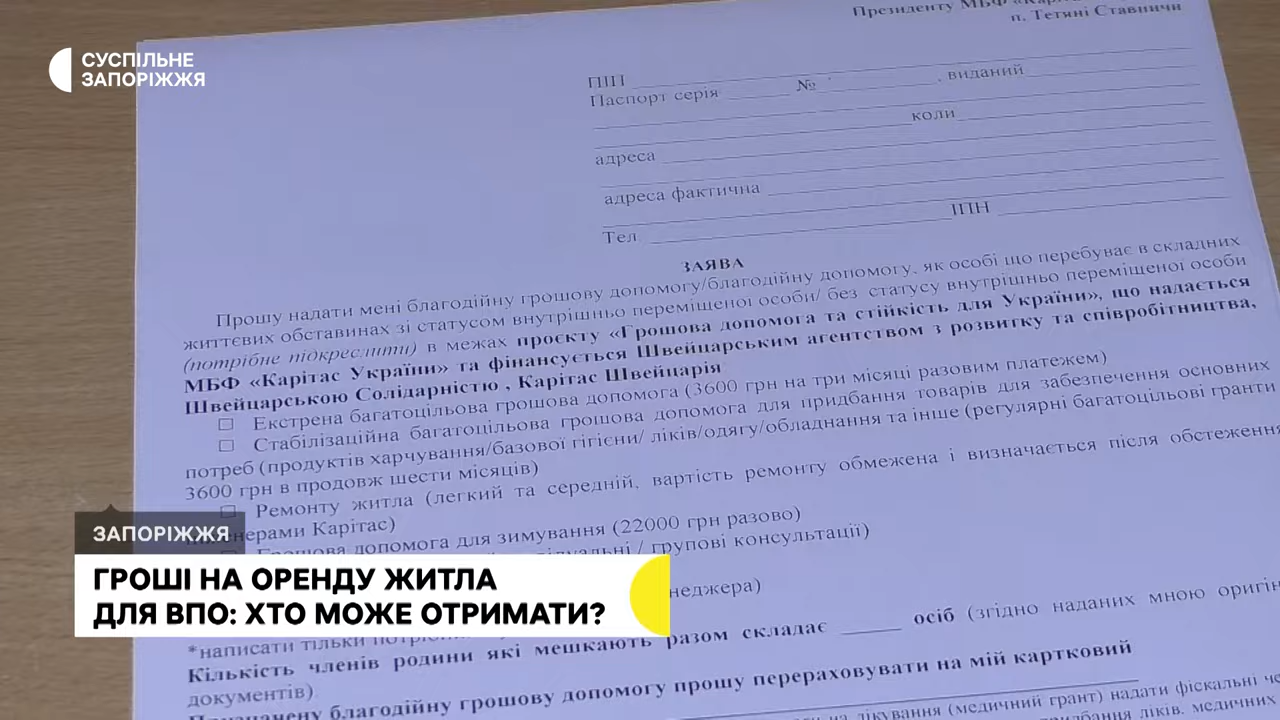 СУСПІЛЬНЕ
ЗАПОРІЖЖЯ
Президенту МБФ
п. Тетяні Ставничи
ПІП
Паспорт серія № , виданий
коли
адреса
адреса фактична
ІПН
Тел
ЗАЯВА
Прошу надати мені благодійну грошову допомогу/благодійну допомогу, як особі що перебуває в складних
життєвих обставинах зі статусом внутрішньо переміщеної особи/ без статусу внутрішньо переміщеної особи
(потрібне підкреслити) в межах проєкту «Грошова допомога та стійкість для України», що надається
МБФ «Карітас України» та фінансується Швейцарським агентством з розвитку та співробітництва,
Швейцарською Солідарністю , Карітас Швейцарія
☐ Екстрена багатоцільова грошова допомога (3600 грн на три місяці разовим платежем)
☐ Стабілізаційна багатоцільова грошова допомога для придбання товарів для забезпечення основних
потреб (продуктів харчування/базової гігієни/ ліків/одягу/обладнання та інше (регулярні багатоцільові гранти
3600 грн в продовж шести місяців)
☐ Ремонту житла (легкий та середній, вартість ремонту обмежена і визначається після обстеження
Карітас)
Грошова допомога для зимування (22000 грн разово)
/ групові консультації)
ЗАПОРІЖЖЯ
ГРОШІ НА ОРЕНДУ ЖИТЛА
ДЛЯ ВПО: ХТО МОЖЕ ОТРИМАТИ?
*написати тільки
Кількість членів родини які мешкають разом складає осіб (згідно наданих мною
документів)
благодійну грошову допомогу прошу перераховувати на мій картковий
лікування (медичний грант) надати фіскальні
ліків, медичних